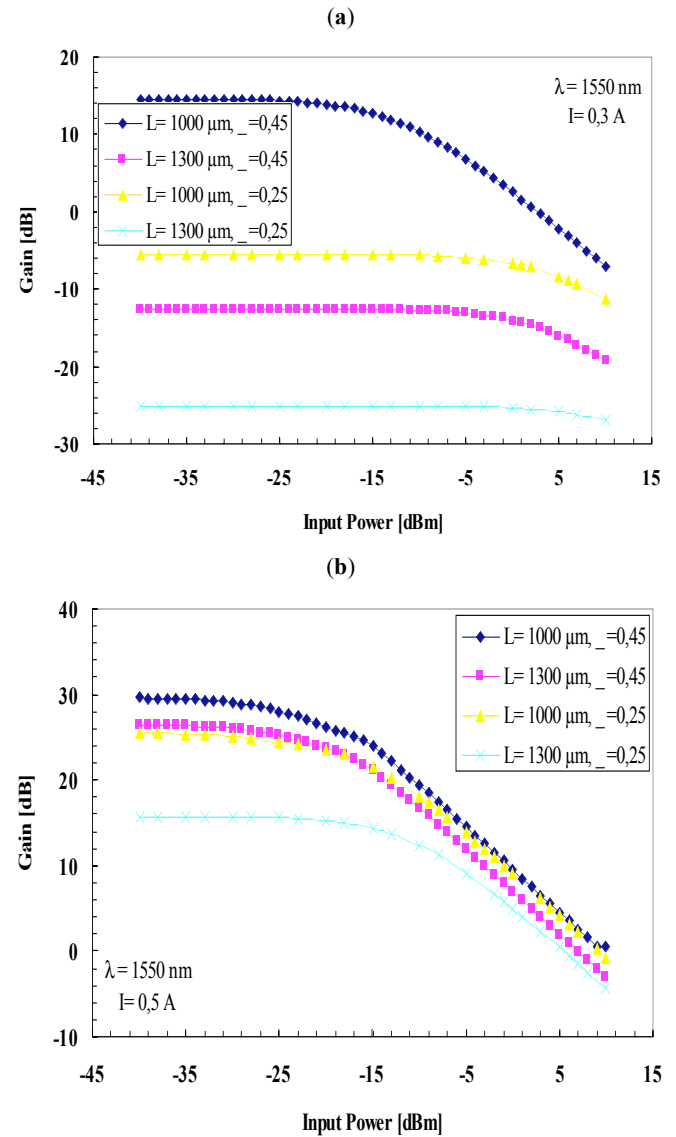 (a)
20
10
0
-10
-20
-30
Gain [dB]
λ = 1550 nm
I= 0,3 A
L= 1000 µm, _ =0,45
L= 1300 µm, _=0,45
L= 1000 µm, _ =0,25
L= 1300 µm, _=0,25
-45 -35 -25 -15 -5 5 15
Input Power [dBm]
(b)
40
30
20
10
0
-10
Gain [dB]
L= 1000 µm, _ =0,45
L= 1300 µm, _ =0,45
L= 1000 µm, _ =0,25
L= 1300 µm, _ =0,25
λ = 1550 nm
I= 0,5 A
-45 -35 -25 -15 -5 5 15
Input Power [dBm]